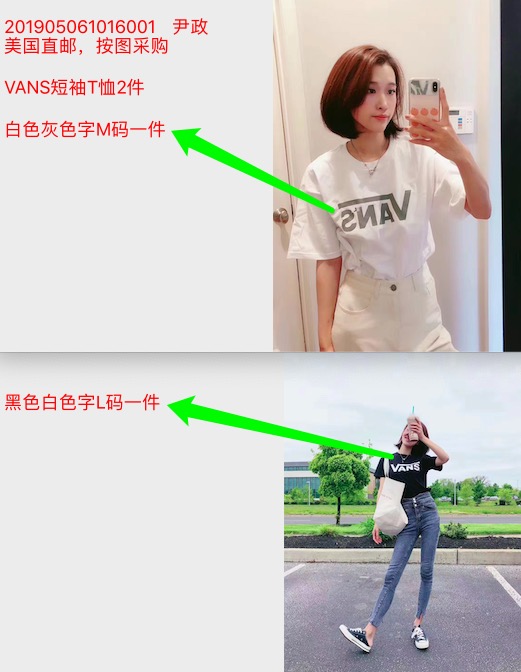 201905061016001 尹政
美国直邮，按图采购
VANS短袖T恤2件
白色灰色字M码一件
VANS
黑色白色字L码一件
VANS